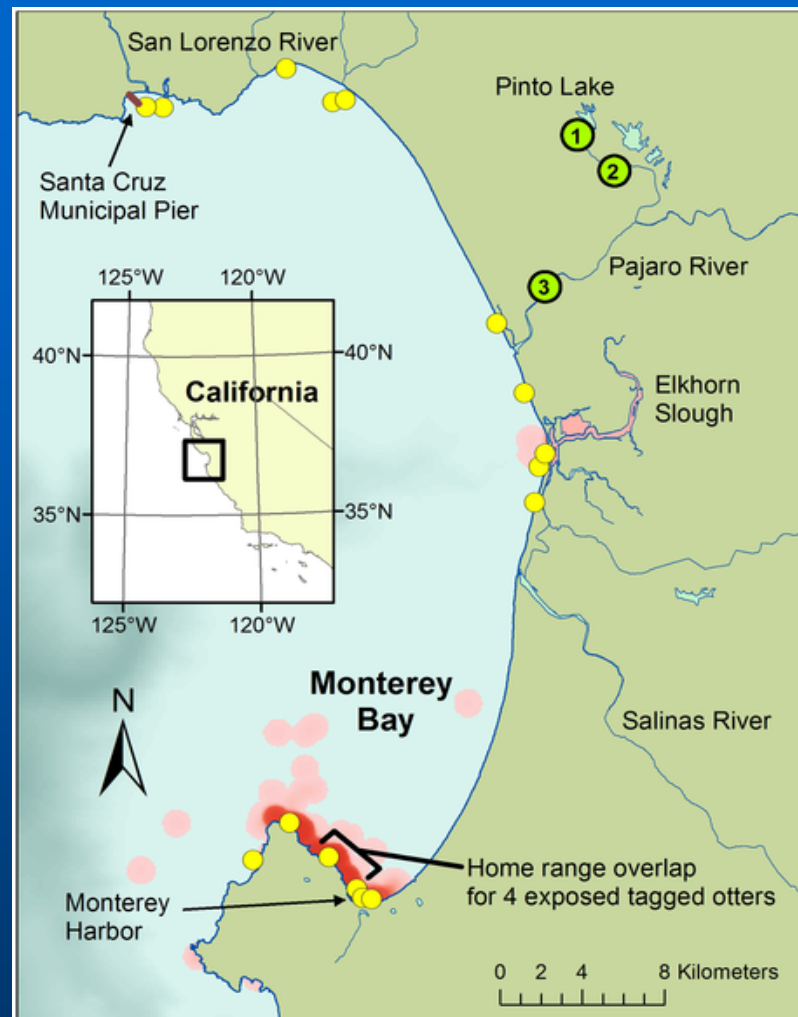 San Lorenzo River
Pinto Lake
1
2
Santa Cruz
Municipal Pier
Pajaro River
3
125°W
120°W
40°N
40°N
California
Elkhorn
Slough
35°N
35°N
125°W
120°W
Monterey
Bay
N
Salinas River
Home range overlap
for 4 exposed tagged otters
Monterey
Harbor
0 2 4 8 Kilometers